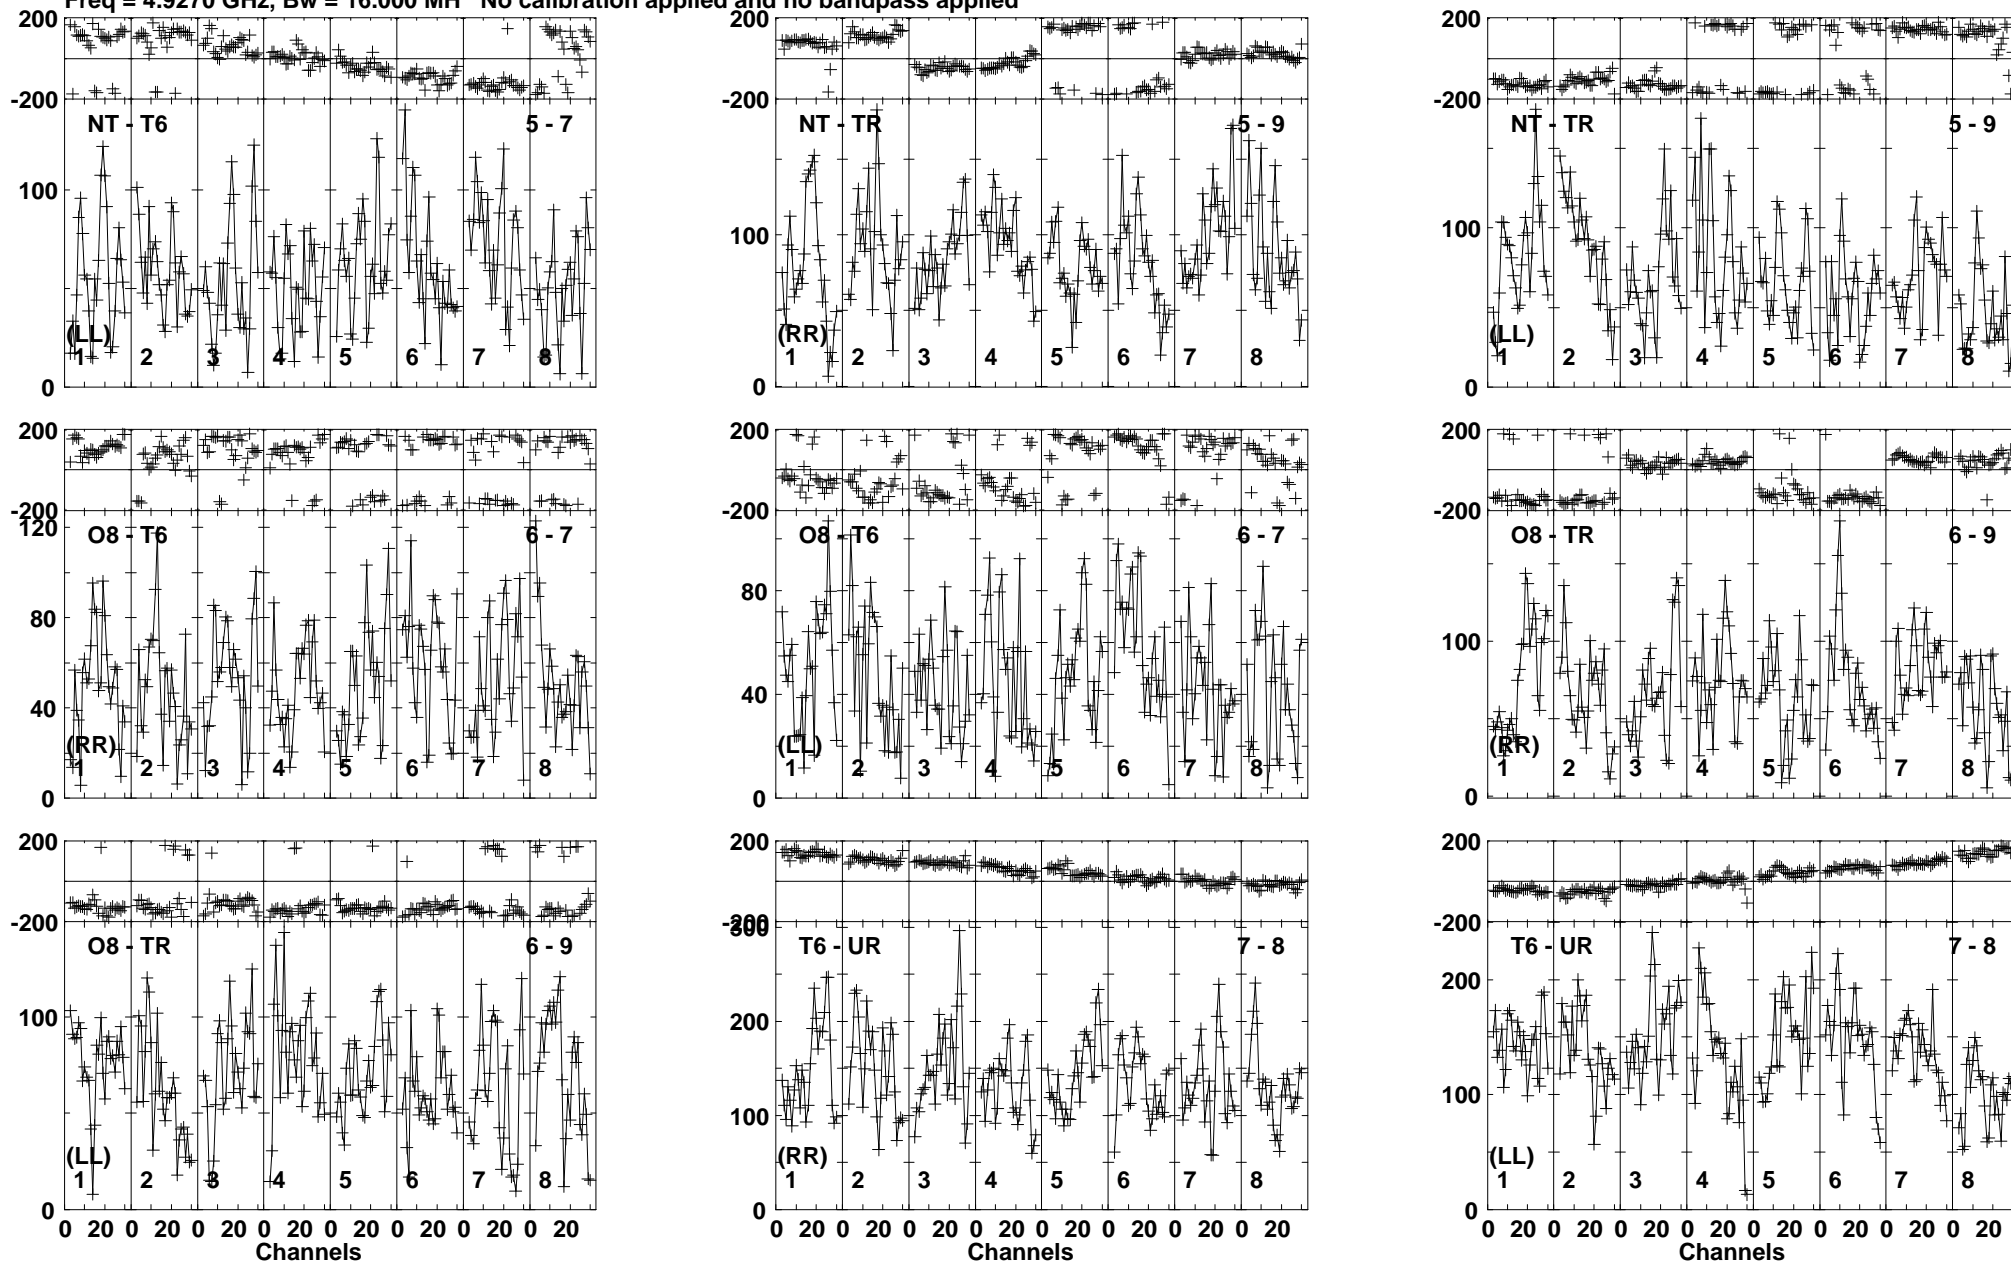 Freq = 4.9270 GHz, Bw = 16.000 MH No calibration applied and no bandpass applied
200
-200
NT - T6 5 - 7
100
0
(LL)
1 2 3 4 5 6 7 8
200
-200
NT - TR 5 - 9
100
0
(RR)
1 2 3 4 5 6 7 8
200
-200
NT - TR 5 - 9
100
0
(LL)
1 2 3 4 5 6 7 8
200
-200
120
O8 - T6 6 - 7
80
40
0
(RR)
1 2 3 4 5 6 7 8
200
-200
O8 - T6 6 - 7
80
40
0
(LL)
1 2 3 4 5 6 7 8
200
-200
O8 - TR 6 - 9
100
0
(RR)
1 2 3 4 5 6 7 8
200
-200
O8 - TR 6 - 9
100
0
(LL)
1 2 3 4 5 6 7 8
0 20 0 20 0 20 0 20 0 20 0 20 0 20 0 20
Channels
200
-200
300
T6 - UR 7 - 8
200
100
0
(RR)
1 2 3 4 5 6 7 8
0 20 0 20 0 20 0 20 0 20 0 20 0 20 0 20
Channels
200
-200
T6 - UR 7 - 8
200
100
0
(LL)
1 2 3 4 5 6 7 8
0 20 0 20 0 20 0 20 0 20 0 20 0 20 0 20
Channels